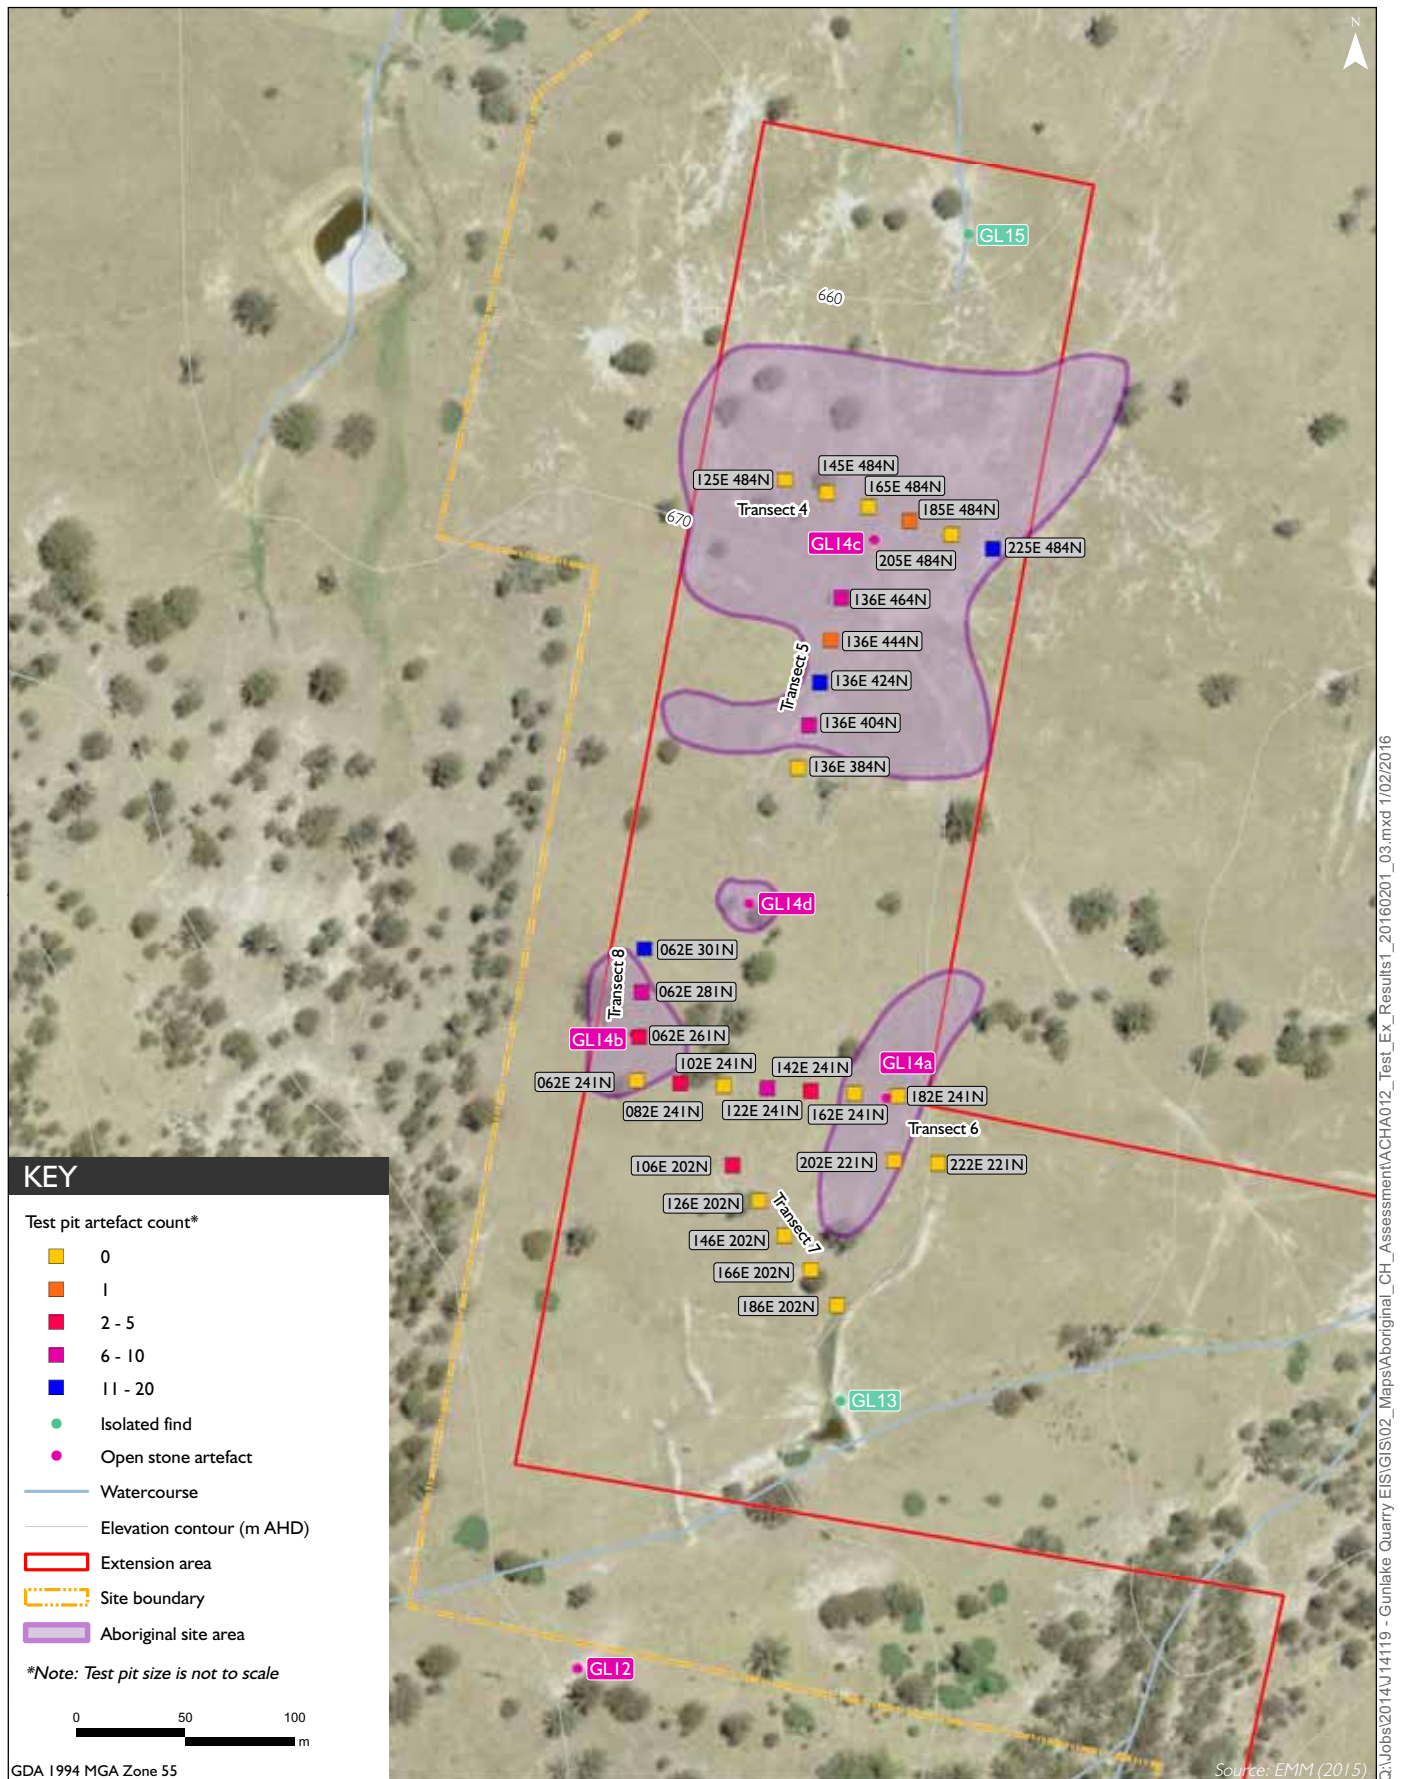 N
GL15
660
145E 484N
125E 484N
165E 484N
Transect 4
185E 484N
670
GL14c
225E 484N
205E 484N
136E 464N
136E 444N
Transect 5
136E 424N
136E 404N
136E 384N
GL14d
062E 301N
Transect 8
062E 281N
GL14b
062E 261N
102E 241N
142E 241N
GL14a
062E 241N
182E 241N
082E 241N
122E 241N
162E 241N
Transect 6
106E 202N
202E 221N
222E 221N
126E 202N
Transect 7
146E 202N
166E 202N
186E 202N
GL13
GL12
KEY
Test pit artefact count*
0
1
2 - 5
6 - 10
11 - 20
Isolated find
Open stone artefact
Watercourse
Elevation contour (m AHD)
Extension area
Site boundary
Aboriginal site area
*Note: Test pit size is not to scale
0 50 100
m
GDA 1994 MGA Zone 55
Source: EMM (2015)
Q:\Jobs\2014\J14119 - Gunlake Quarry EIS\GIS\02_Maps\Aboriginal_CH_Assessment\ACHA012_Test_Ex_Results1_20160201_03.mxd 1/02/2016